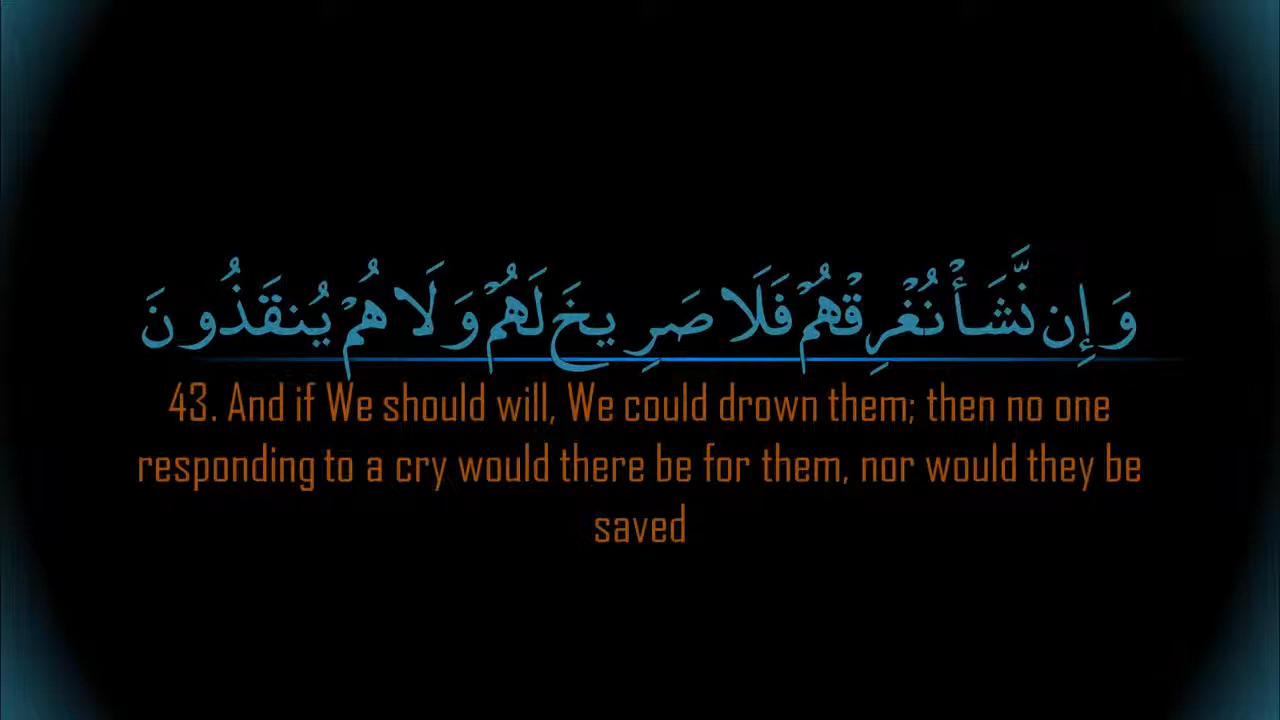 وَإِن نَّشَأْ نُغْرِقْهُمْ فَلَا صَرِيخَ لَهُمْ وَلَا هُمْ يُنقَذُونَ
43. And if We should will, We could drown them; then no one
responding to a cry would there be for them, nor would they be
saved